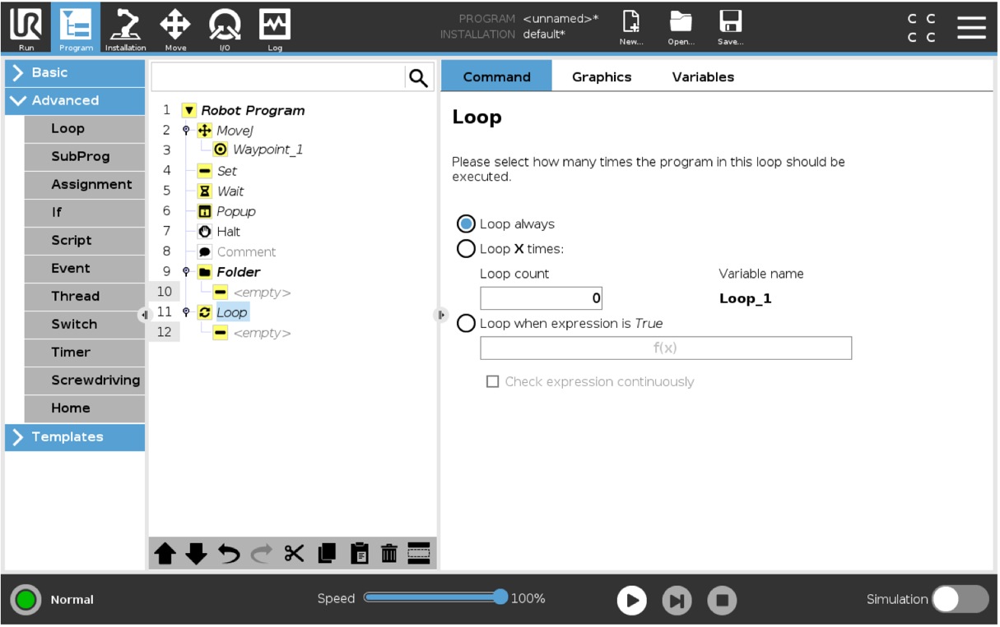 PROGRAM <unnamed>*
INSTALLATION default*
C C
C C
Run Program Installation Move I/O Log New... Open... Save...
Basic
Advanced
Loop
SubProg
Assignment
If
Script
Event
Thread
Switch
Timer
Screwdriving
Home
Templates
1 Robot Program
2 MoveJ
3 Waypoint_1
4 Set
5 Wait
6 Popup
7 Halt
8 Comment
9 Folder
10 <empty>
11 Loop
12 <empty>
Command Graphics Variables
Loop
Please select how many times the program in this loop should be
executed.
Loop always
Loop X times:
Loop count Variable name
0 Loop_1
Loop when expression is True
f(x)
Check expression continuously
Normal Speed 100% Simulation